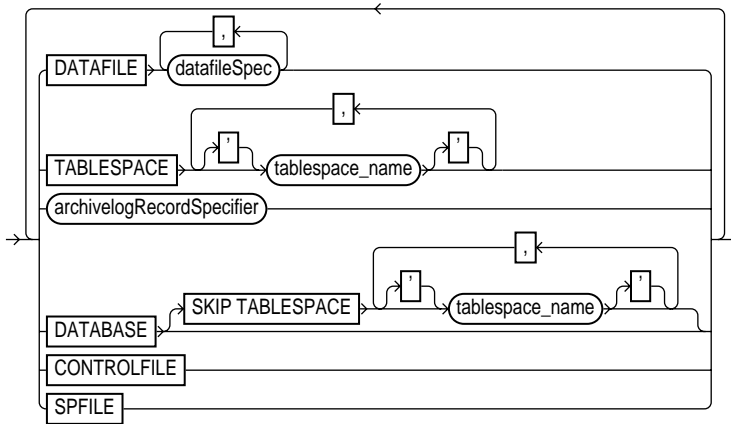 ,
DATAFILE datafileSpec
,
TABLESPACE ' tablespace_name '
archivelogRecordSpecifier
,
DATABASE SKIP TABLESPACE ' tablespace_name '
CONTROLFILE
SPFILE